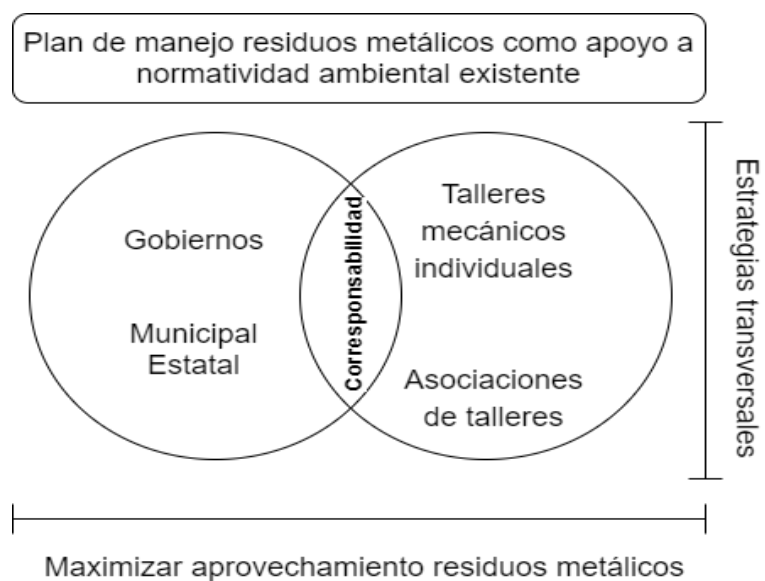 Plan de manejo residuos metálicos como apoyo a
normatividad ambiental existente
Gobiernos
Municipal
Estatal
Corresponsabilidad
Talleres
mecánicos
individuales
Asociaciones
de talleres
Estrategias transversales
Maximizar aprovechamiento residuos metálicos